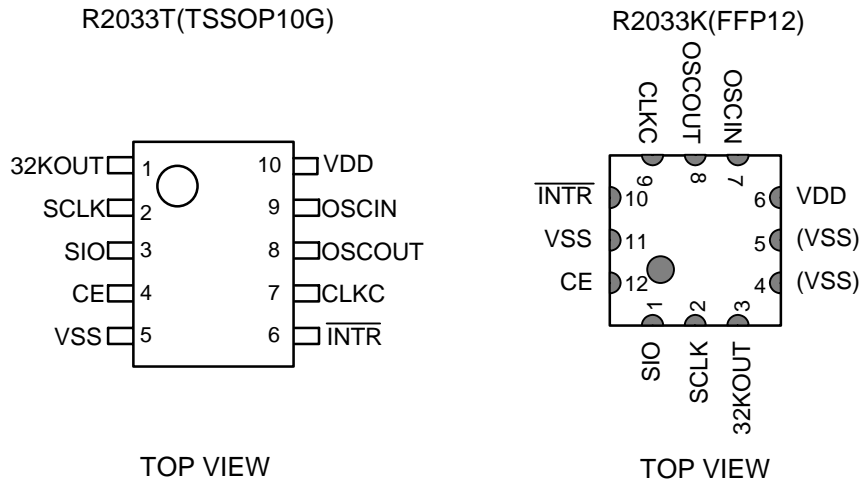 R2033T(TSSOP10G)
32KOUT 1 10 VDD
SCLK 2 9 OSCIN
SIO 3 8 OSCOUT
CE 4 7 CLKC
VSS 5 6 INTR
TOP VIEW
R2033K(FFP12)
CLKC OSCOUT OSCIN
9 8 7
INTR 10 6 VDD
VSS 11 5 (VSS)
CE 12 4 (VSS)
1 2 3
SIO SCLK 32KOUT
TOP VIEW